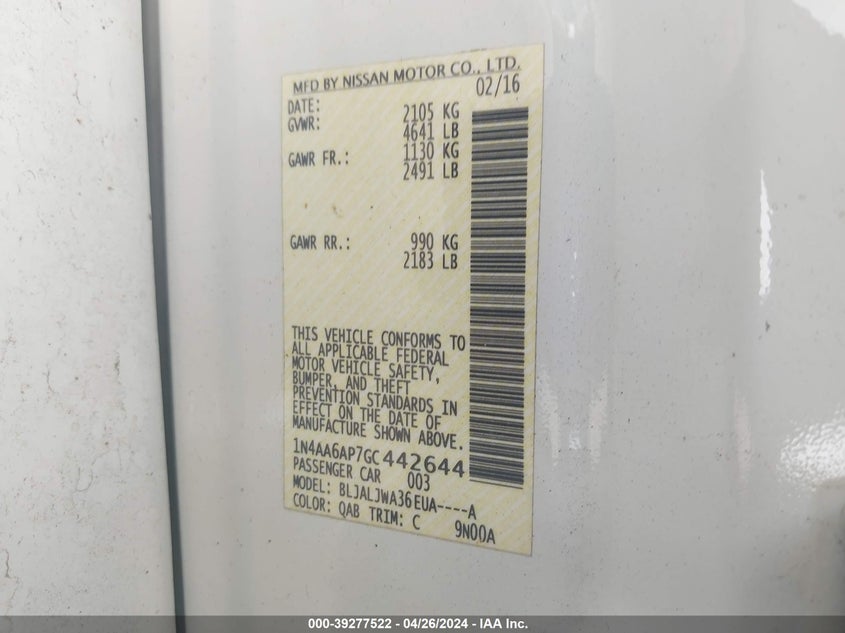 MFD BY NISSAN MOTOR CO., LTD.
DATE: 02/16
GVWR: 2105 KG
4641 LB
GAWR FR.: 1130 KG
2491 LB
GAWR RR.: 990 KG
2183 LB
THIS VEHICLE CONFORMS TO
ALL APPLICABLE FEDERAL
MOTOR VEHICLE SAFETY,
BUMPER, AND THEFT
PREVENTION STANDARDS IN
EFFECT ON THE DATE OF
MANUFACTURE SHOWN ABOVE.
1N4AA6AP7GC442644
PASSENGER CAR 003
MODEL: BLJALJWA36EUA----A
COLOR: QAB TRIM: C 9N00A
000-39277522 - 04/26/2024 - IAA Inc.